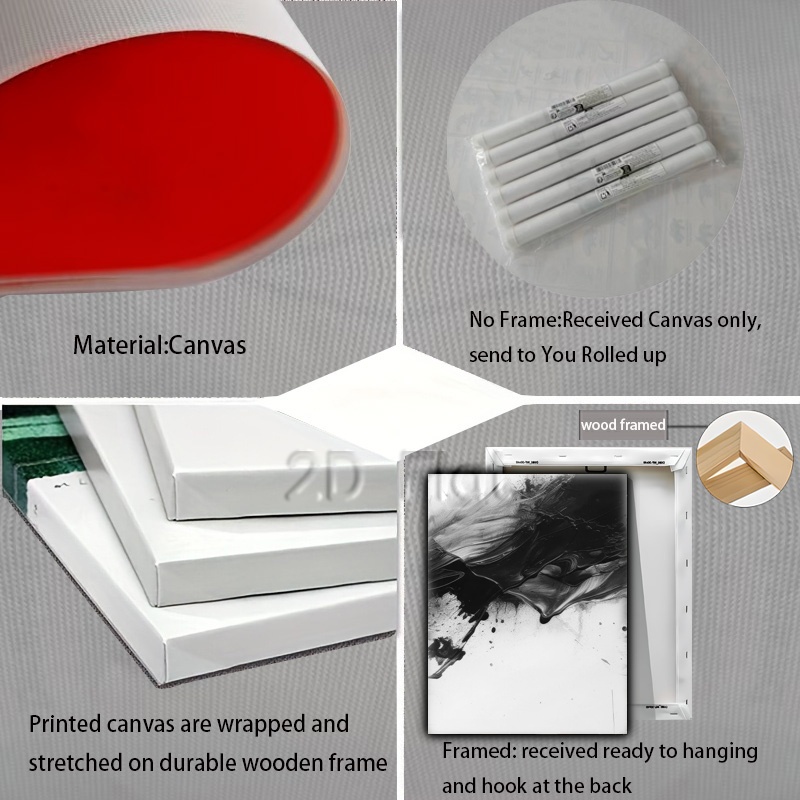 Material:Canvas
No Frame:Received Canvas only,
send to You Rolled up
2D
wood framed
Printed canvas are wrapped and
stretched on durable wooden frame
Framed: received ready to hanging
and hook at the back